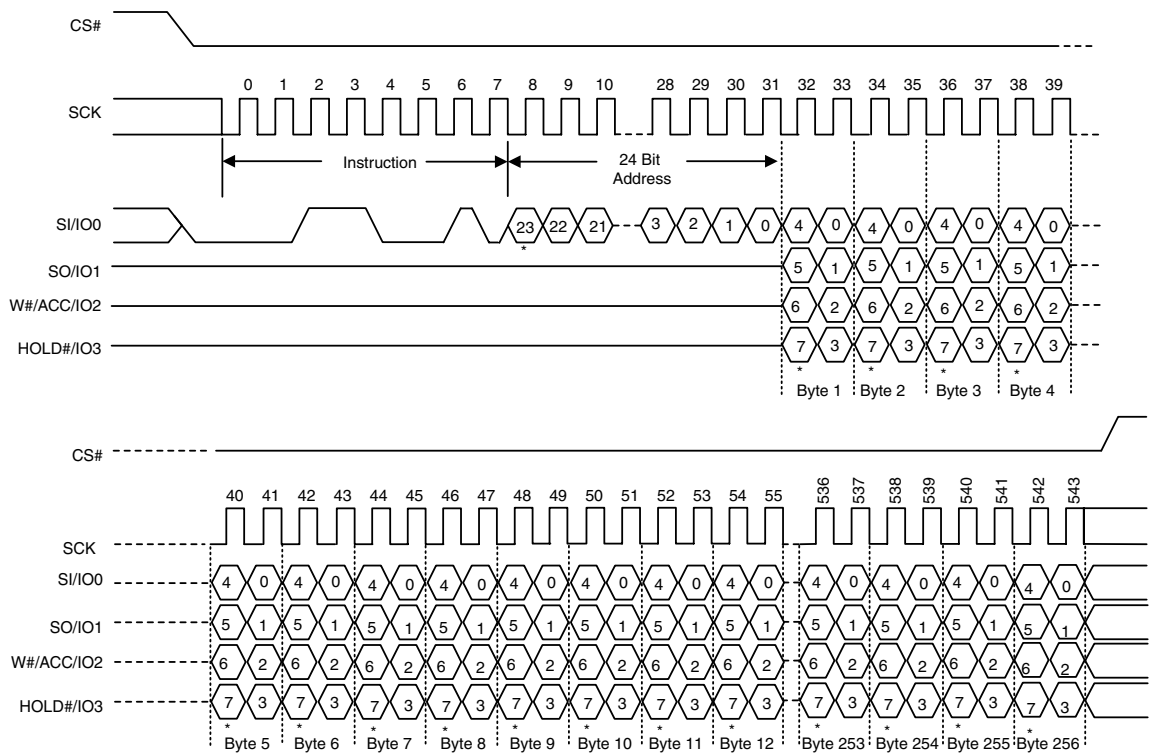 CS#
0 1 2 3 4 5 6 7 8 9 10 28 29 30 31 32 33 34 35 36 37 38 39
SCK
Instruction
24 Bit
Address
SI/IO0 23 22 21 3 2 1 0 4 0 4 0 4 0 4 0
*
SO/IO1 5 1 5 1 5 1 5 1
W#/ACC/IO2 6 2 6 2 6 2 6 2
HOLD#/IO3 7 3 7 3 7 3 7 3
* * * *
Byte 1 Byte 2 Byte 3 Byte 4
CS#
40 41 42 43 44 45 46 47 48 49 50 51 52 53 54 55 536 537 538 539 540 541 542 543
SCK
SI/IO0 4 0 4 0 4 0 4 0 4 0 4 0 4 0 4 0 4 0 4 0 4 0 4 0
SO/IO1 5 1 5 1 5 1 5 1 5 1 5 1 5 1 5 1 5 1 5 1 5 1 5 1
W#/ACC/IO2 6 2 6 2 6 2 6 2 6 2 6 2 6 2 6 2 6 2 6 2 6 2 6 2
HOLD#/IO3 7 3 7 3 7 3 7 3 7 3 7 3 7 3 7 3 7 3 7 3 7 3 7 3
* * * * * * * * * * * *
Byte 5 Byte 6 Byte 7 Byte 8 Byte 9 Byte 10 Byte 11 Byte 12 Byte 253 Byte 254 Byte 255 Byte 256